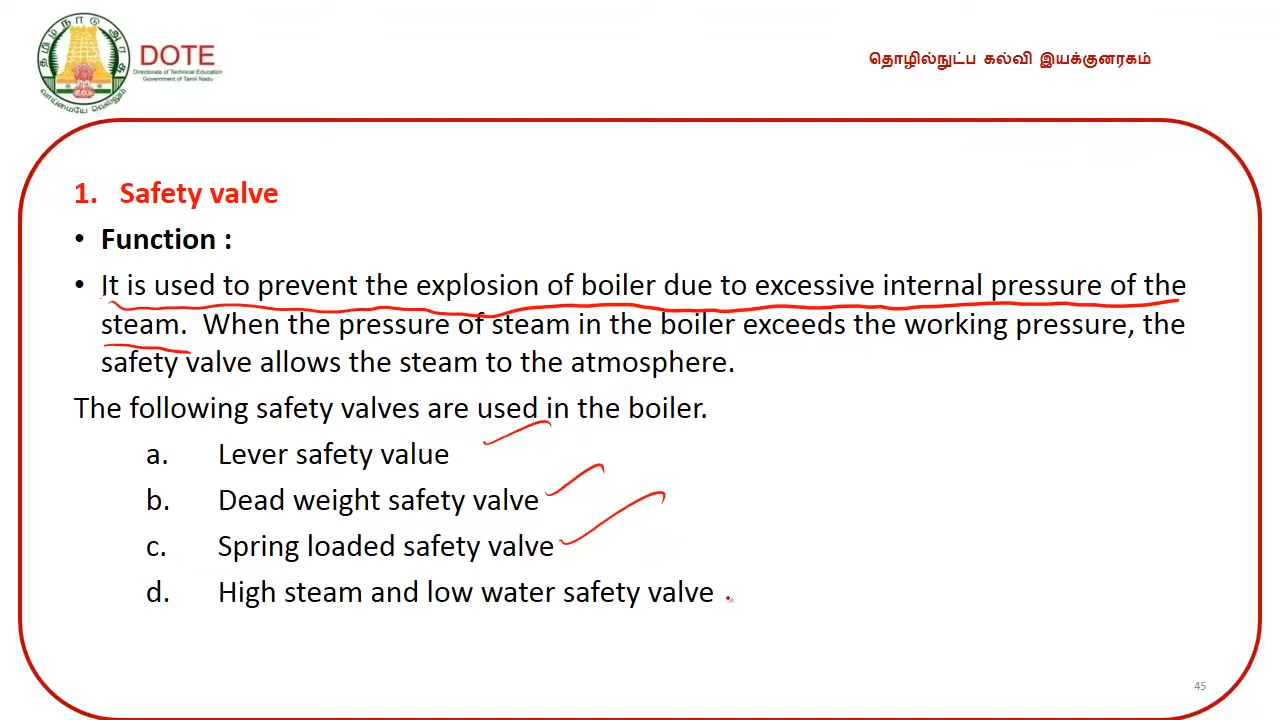 தமிழ்நாடு அரசு
வாய்மையே வெல்லும்
DOTE
Directorate of Technical Education
Government of Tamil Nadu
தொழில்நுட்ப கல்வி இயக்குனரகம்
1. Safety valve
• Function :
• It is used to prevent the explosion of boiler due to excessive internal pressure of the
steam. When the pressure of steam in the boiler exceeds the working pressure, the
safety valve allows the steam to the atmosphere.
The following safety valves are used in the boiler.
a. Lever safety value
b. Dead weight safety valve
c. Spring loaded safety valve
d. High steam and low water safety valve
45